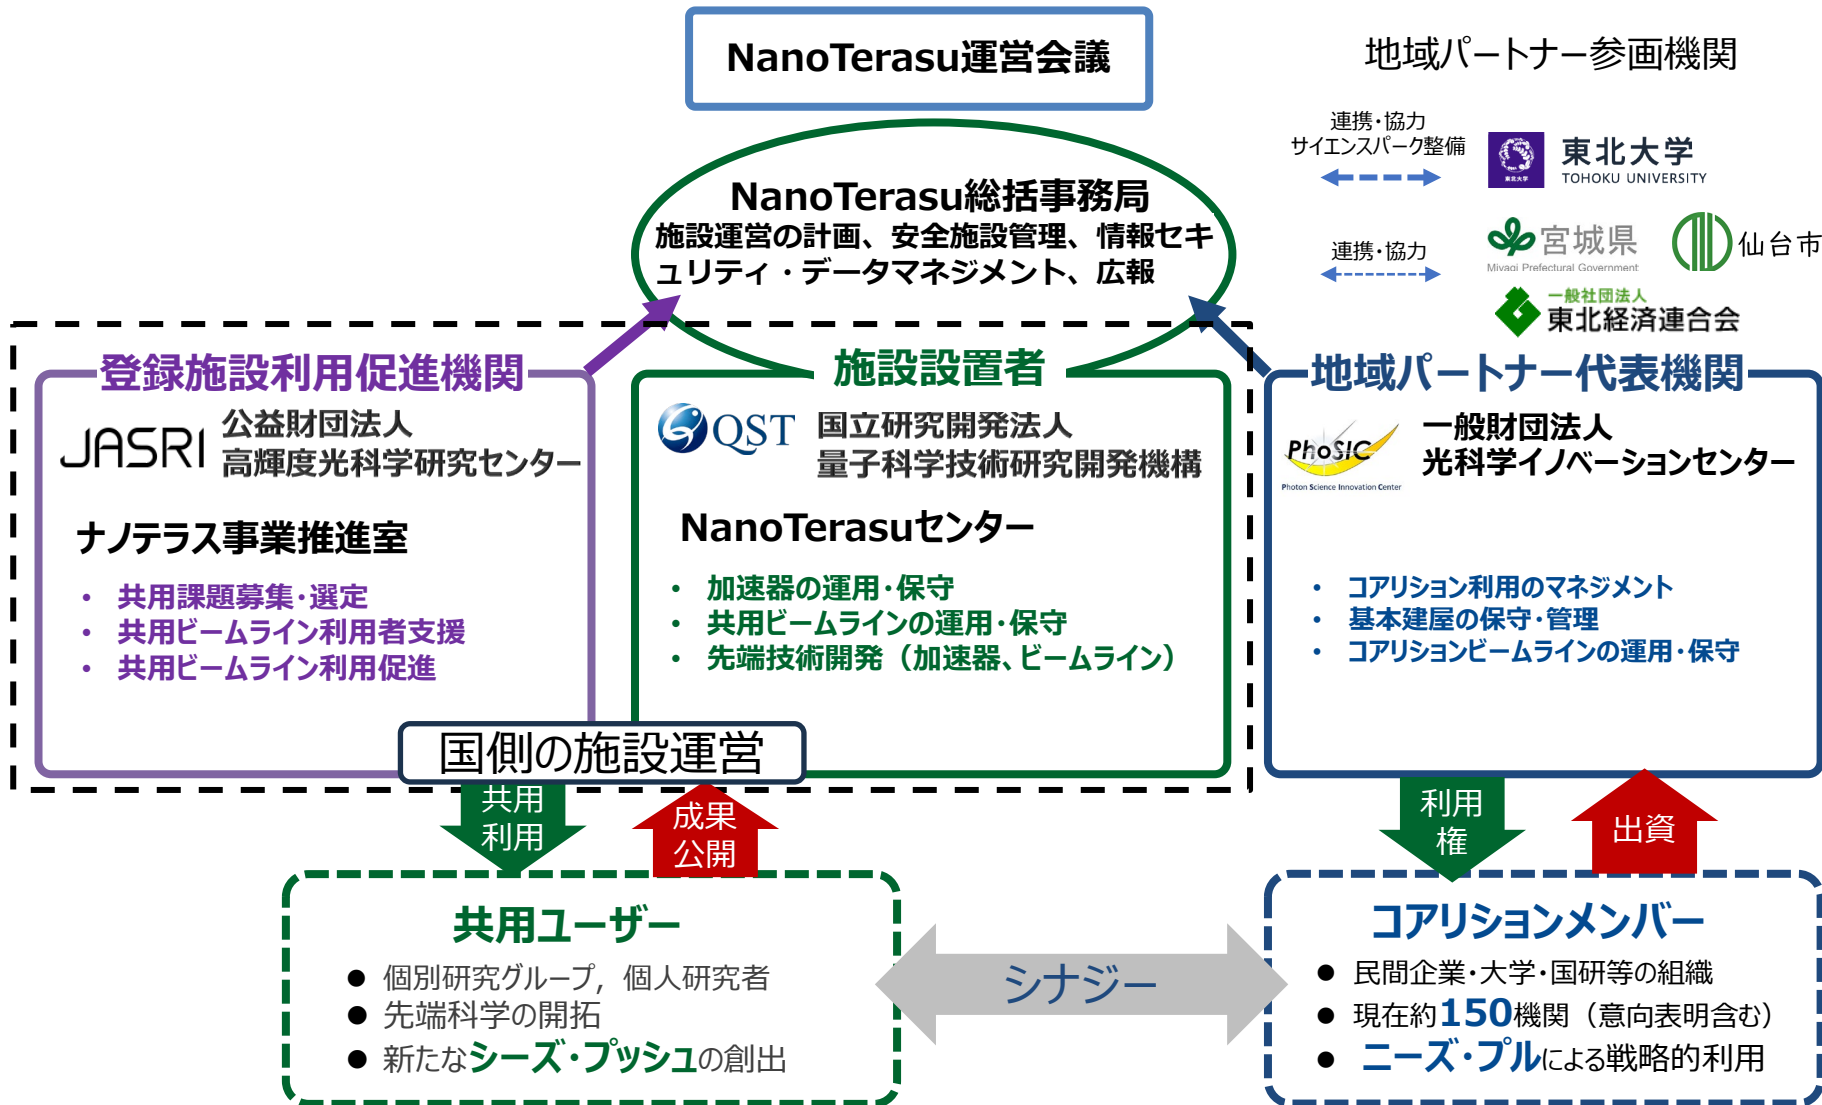 NanoTerasu運営会議
地域パートナー参画機関
連携・協力
サイエンスパーク整備
東北大学
東北大学
TOHOKU UNIVERSITY
連携・協力
宮城県
Miyagi Prefectural Government
仙台市
一般社団法人
東北経済連合会
NanoTerasu総括事務局
施設運営の計画、安全施設管理、情報セキ
ュリティ・データマネジメント、広報
登録施設利用促進機関
JASRI
公益財団法人
高輝度光科学研究センター
ナノテラス事業推進室
• 共用課題募集・選定
• 共用ビームライン利用者支援
• 共用ビームライン利用促進
施設設置者
QST
国立研究開発法人
量子科学技術研究開発機構
NanoTerasuセンター
• 加速器の運用・保守
• 共用ビームラインの運用・保守
• 先端技術開発（加速器、ビームライン）
地域パートナー代表機関
PhoSIC
Photon Science Innovation Center
一般財団法人
光科学イノベーションセンター
• コアリション利用のマネジメント
• 基本建屋の保守・管理
• コアリションビームラインの運用・保守
国側の施設運営
共用
利用
成果
公開
利用
権
出資
共用ユーザー
● 個別研究グループ, 個人研究者
● 先端科学の開拓
● 新たなシーズ・プッシュの創出
シナジー
コアリションメンバー
● 民間企業・大学・国研等の組織
● 現在約150機関（意向表明含む）
● ニーズ・プルによる戦略的利用